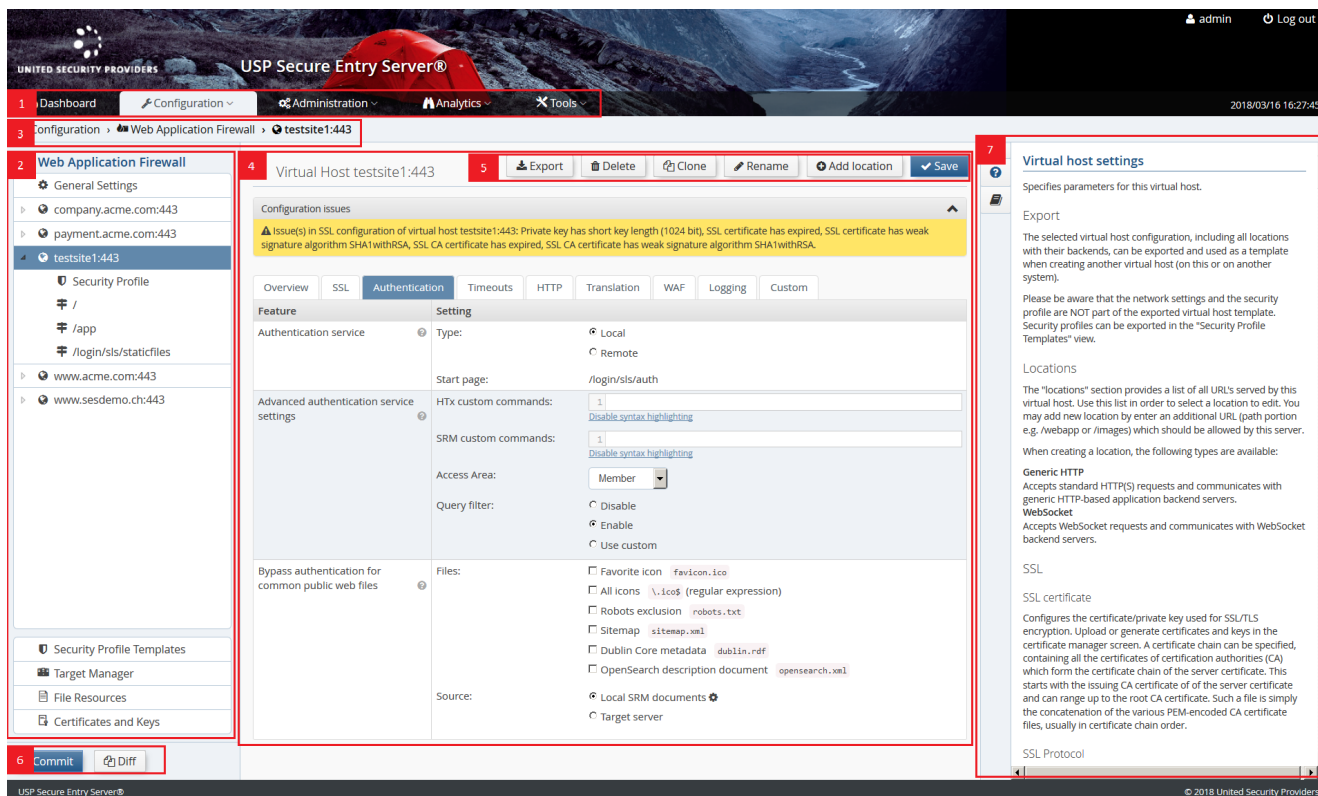 admin
Log out
UNITED SECURITY PROVIDERS
USP Secure Entry Server®
1
Dashboard
Configuration
Administration
Analytics
Tools
2018/03/16 16:27:45
3
Configuration › Web Application Firewall › testsite1:443
2
Web Application Firewall
General Settings
company.acme.com:443
payment.acme.com:443
testsite1:443
Security Profile
/
/app
/login/sls/staticfiles
www.acme.com:443
www.sesdemo.ch:443
Security Profile Templates
Target Manager
File Resources
Certificates and Keys
6
Commit
Diff
4
Virtual Host testsite1:443
5
Export
Delete
Clone
Rename
Add location
Save
Configuration issues
Issue(s) in SSL configuration of virtual host testsite1:443: Private key has short key length (1024 bit), SSL certificate has expired, SSL certificate has weak
signature algorithm SHA1withRSA, SSL CA certificate has expired, SSL CA certificate has weak signature algorithm SHA1withRSA.
Overview
SSL
Authentication
Timeouts
HTTP
Translation
WAF
Logging
Custom
Feature
Setting
Authentication service
Type:
Local
Remote
Start page:
/login/sls/auth
Advanced authentication service
settings
HTx custom commands:
1
Disable syntax highlighting
SRM custom commands:
1
Disable syntax highlighting
Access Area:
Member
Query filter:
Disable
Enable
Use custom
Bypass authentication for
common public web files
Files:
Favorite icon favicon.ico
All icons \.ico$ (regular expression)
Robots exclusion robots.txt
Sitemap sitemap.xml
Dublin Core metadata dublin.rdf
OpenSearch description document opensearch.xml
Source:
Local SRM documents
Target server
7
Virtual host settings
Specifies parameters for this virtual host.
Export
The selected virtual host configuration, including all locations
with their backends, can be exported and used as a template
when creating another virtual host (on this or on another
system).
Please be aware that the network settings and the security
profile are NOT part of the exported virtual host template.
Security profiles can be exported in the "Security Profile
Templates" view.
Locations
The "locations" section provides a list of all URL's served by this
virtual host. Use this list in order to select a location to edit. You
may add new location by enter an additional URL (path portion
e.g. /webapp or /images) which should be allowed by this server.
When creating a location, the following types are available:
Generic HTTP
Accepts standard HTTP(S) requests and communicates with
generic HTTP-based application backend servers.
WebSocket
Accepts WebSocket requests and communicates with WebSocket
backend servers.
SSL
SSL certificate
Configures the certificate/private key used for SSL/TLS
encryption. Upload or generate certificates and keys in the
certificate manager screen. A certificate chain can be specified,
containing all the certificates of certification authorities (CA)
which form the certificate chain of the server certificate. This
starts with the issuing CA certificate of of the server certificate
and can range up to the root CA certificate. Such a file is simply
the concatenation of the various PEM-encoded CA certificate
files, usually in certificate chain order.
SSL Protocol
USP Secure Entry Server®
© 2018 United Security Providers